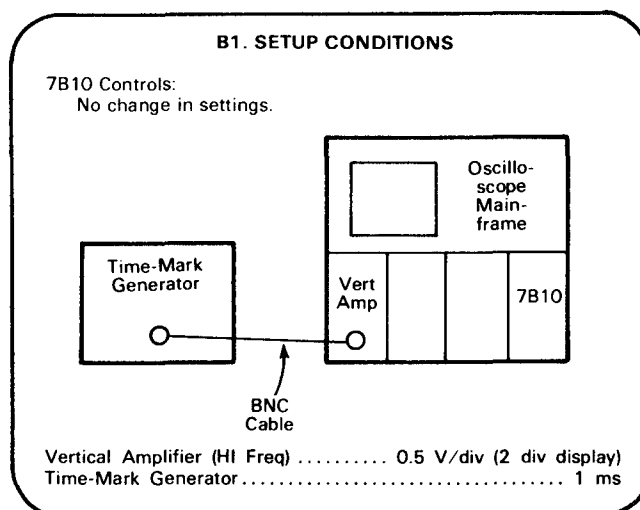 B1. SETUP CONDITIONS
7B10 Controls:
No change in settings.
Oscillo-
scope
Main-
frame
Time-Mark
Generator
Vert
Amp
7B10
BNC
Cable
Vertical Amplifier (HI Freq) .......... 0.5 V/div (2 div display)
Time-Mark Generator................................... 1 ms